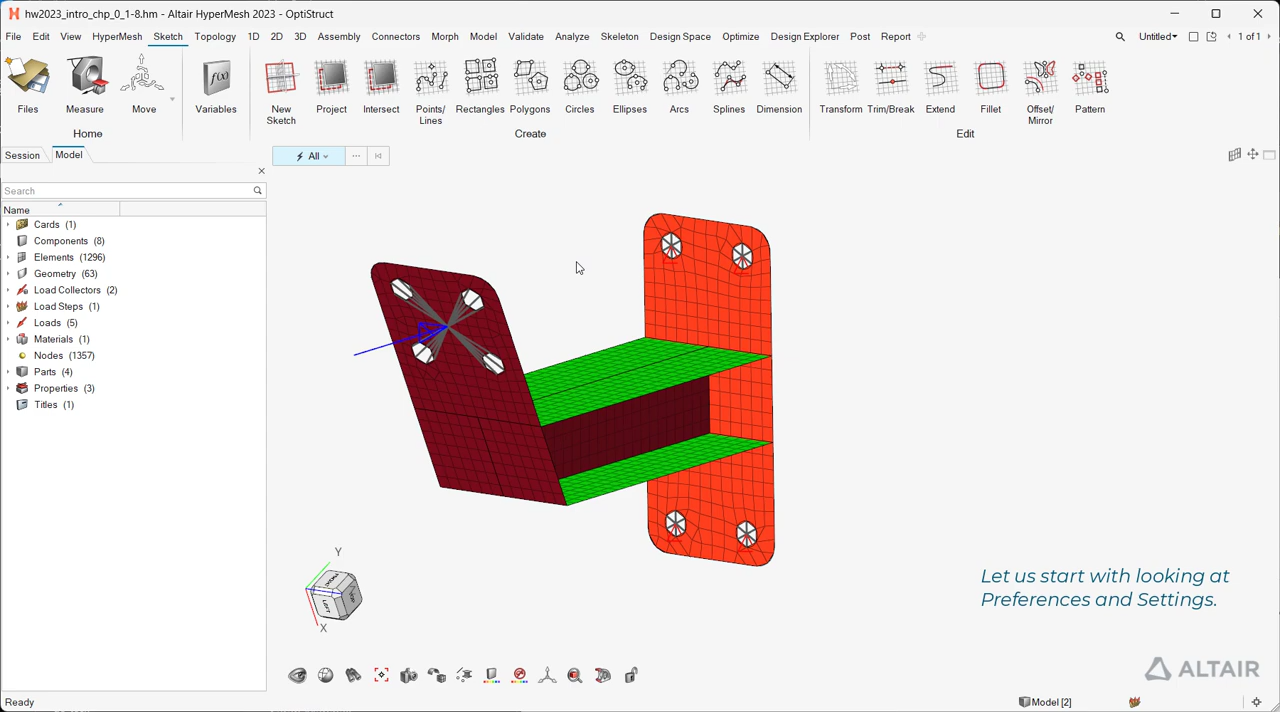 hw2023_intro_chp_0_1-8.hm - Altair HyperMesh 2023 - OptiStruct
File Edit View HyperMesh Sketch Topology 1D 2D 3D Assembly Connectors Morph Model Validate Analyze Skeleton Design Space Optimize Design Explorer Post Report Untitled 1 of 1
Files Measure Move Variables New Sketch Project Intersect Points/ Lines Rectangles Polygons Circles Ellipses Arcs Splines Dimension Transform Trim/Break Extend Fillet Offset/ Mirror Pattern
Home Create Edit
Session Model
All
Search
Name
Cards (1)
Components (8)
Elements (1296)
Geometry (63)
Load Collectors (2)
Load Steps (1)
Loads (5)
Materials (1)
Nodes (1357)
Parts (4)
Properties (3)
Titles (1)
f(x)
Y
LEFT
X
Let us start with looking at
Preferences and Settings.
ALTAIR
Ready
Model [2]